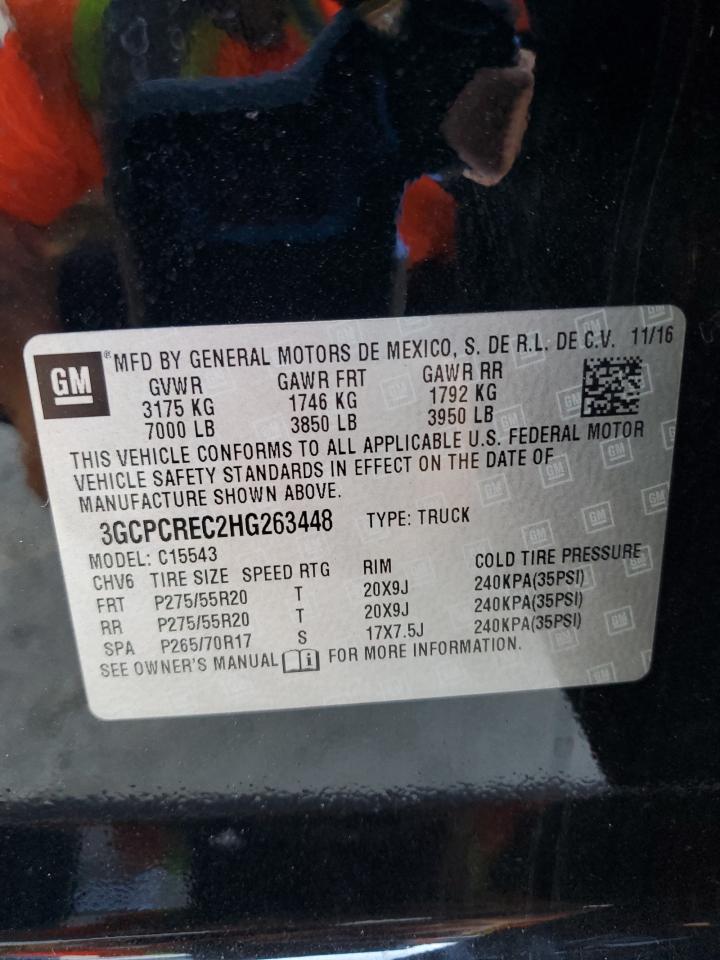 GM
® MFD BY GENERAL MOTORS DE MEXICO, S. DE R.L. DE C.V. 11/16
GVWR GAWR FRT GAWR RR
3175 KG 1746 KG 1792 KG
7000 LB 3850 LB 3950 LB
THIS VEHICLE CONFORMS TO ALL APPLICABLE U.S. FEDERAL MOTOR
VEHICLE SAFETY STANDARDS IN EFFECT ON THE DATE OF
MANUFACTURE SHOWN ABOVE.
3GCPCREC2HG263448 TYPE: TRUCK
MODEL: C15543
CHV6 TIRE SIZE SPEED RTG RIM COLD TIRE PRESSURE
FRT P275/55R20 T 20X9J 240KPA(35PSI)
RR P275/55R20 T 20X9J 240KPA(35PSI)
SPA P265/70R17 S 17X7.5J 240KPA(35PSI)
SEE OWNER'S MANUAL i FOR MORE INFORMATION.